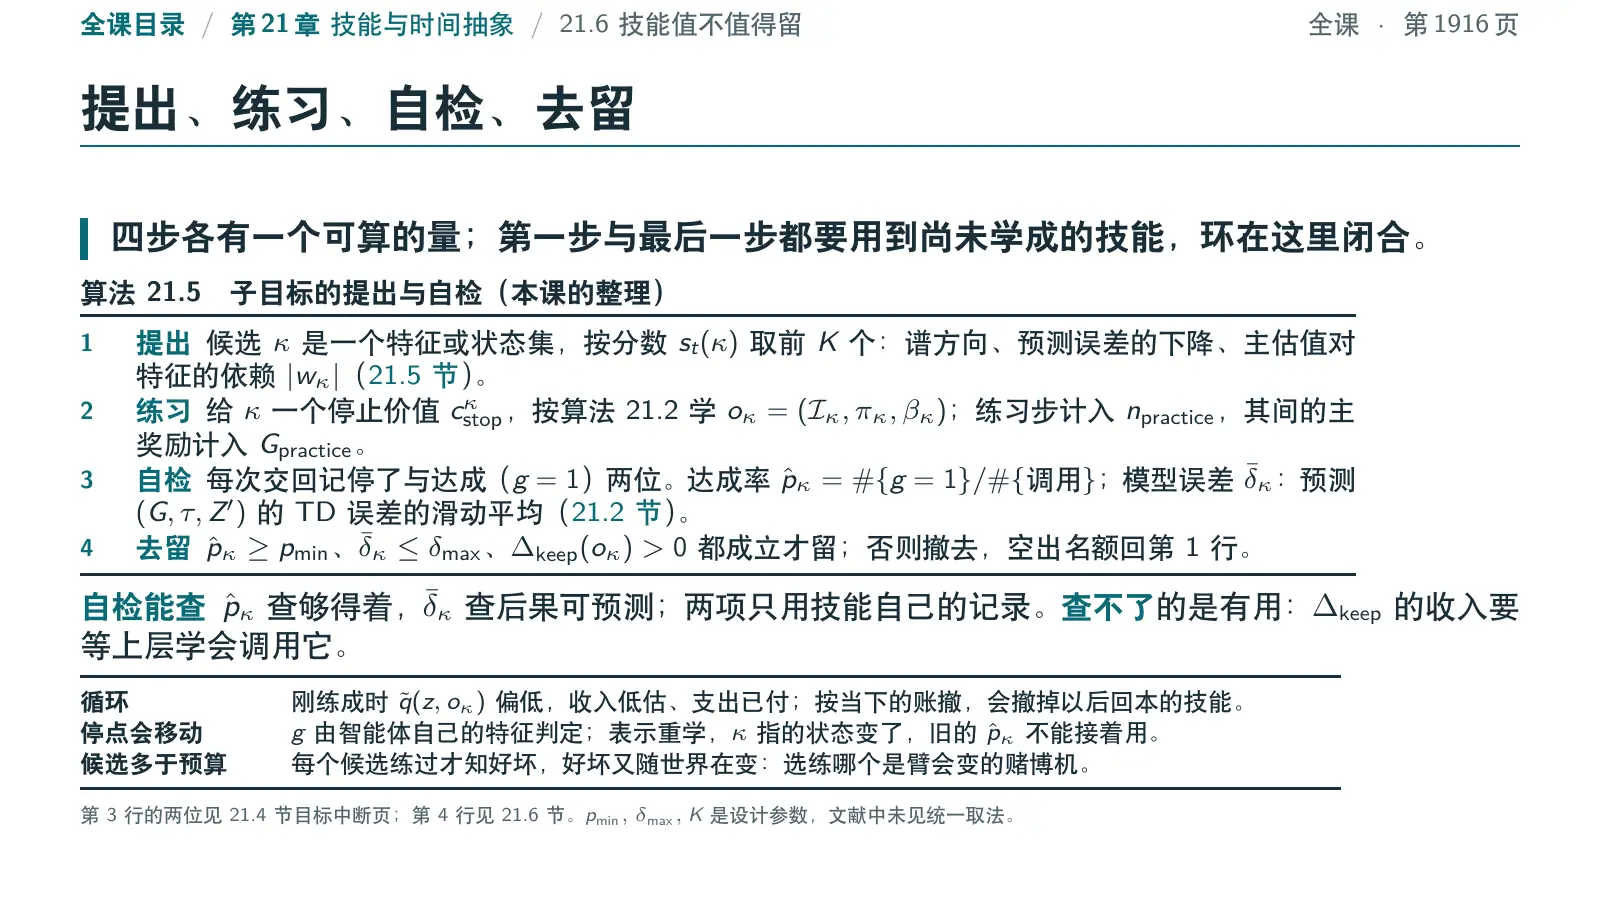 全课目录 / 第 21 章 技能与时间抽象 / 21.6 技能值不值得留
全课 · 第 1916 页
提出、练习、自检、去留
四步各有一个可算的量；第一步与最后一步都要用到尚未学成的技能，环在这里闭合。
算法 21.5 子目标的提出与自检（本课的整理）
1 提出 候选 κ 是一个特征或状态集，按分数 s_t(κ) 取前 K 个：谱方向、预测误差的下降、主估值对
特征的依赖 |w_κ|（21.5 节）。
2 练习 给 κ 一个停止价值 c^κ_stop，按算法 21.2 学 o_κ = (I_κ, π_κ, β_κ)；练习步计入 n_practice，其间的主
奖励计入 G_practice。
3 自检 每次交回记停了与达成（g = 1）两位。达成率 p̂_κ = #{g = 1}/#{调用}；模型误差 δ̄_κ：预测
(G, τ, Z′) 的 TD 误差的滑动平均（21.2 节）。
4 去留 p̂_κ ≥ p_min、δ̄_κ ≤ δ_max、Δ_keep(o_κ) > 0 都成立才留；否则撤去，空出名额回第 1 行。
自检能查 p̂_κ 查够得着，δ̄_κ 查后果可预测；两项只用技能自己的记录。查不了的是有用：Δ_keep 的收入要
等上层学会调用它。
循环 刚练成时 q̃(z, o_κ) 偏低，收入低估、支出已付；按当下的账撤，会撤掉以后回本的技能。
停点会移动 g 由智能体自己的特征判定；表示重学，κ 指的状态变了，旧的 p̂_κ 不能接着用。
候选多于预算 每个候选练过才知好坏，好坏又随世界在变：选练哪个是臂会变的赌博机。
第 3 行的两位见 21.4 节目标中断页；第 4 行见 21.6 节。p_min, δ_max, K 是设计参数，文献中未见统一取法。